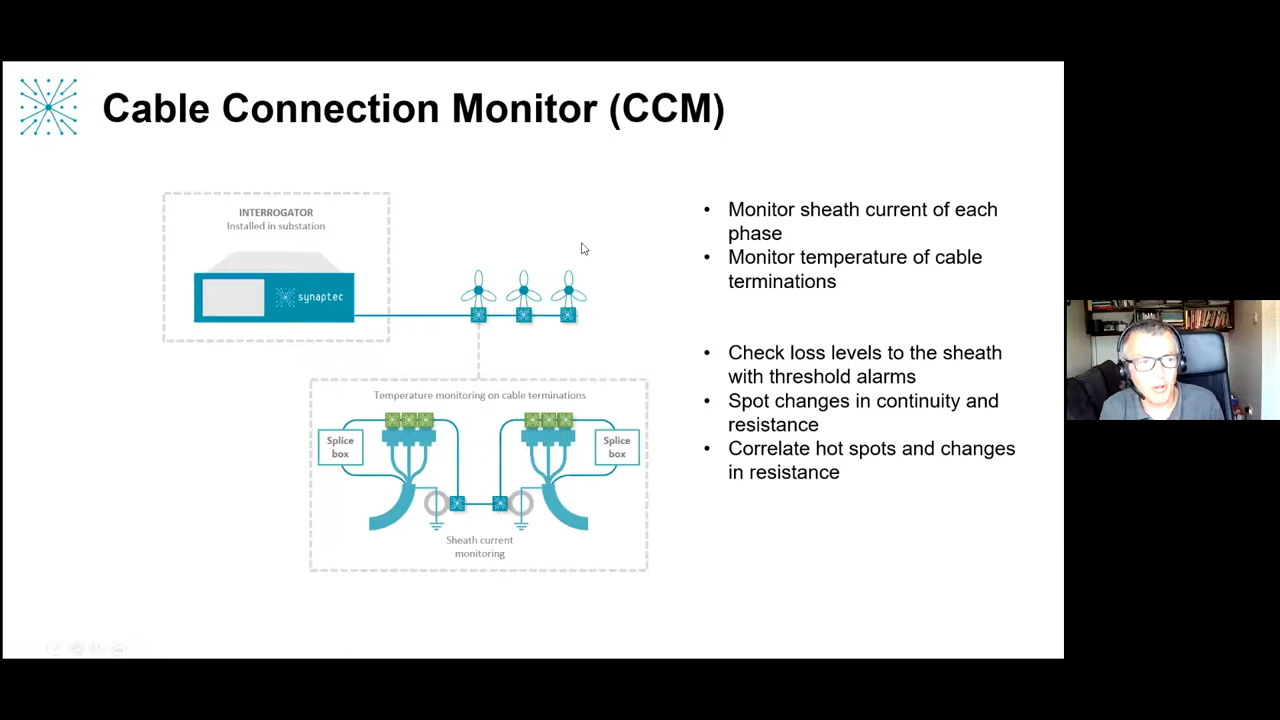 Cable Connection Monitor (CCM)
INTERROGATOR
Installed in substation
synaptec
Temperature monitoring on cable terminations
Splice
box
Splice
box
Sheath current
monitoring
• Monitor sheath current of each
phase
• Monitor temperature of cable
terminations
• Check loss levels to the sheath
with threshold alarms
• Spot changes in continuity and
resistance
• Correlate hot spots and changes
in resistance